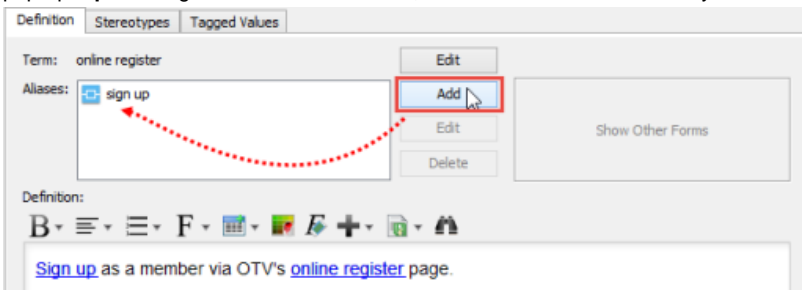 Definition Stereotypes Tagged Values
Term: online register Edit
Aliases: sign up Add
Edit Show Other Forms
Delete
Definition:
B F F
Sign up as a member via OTV's online register page.